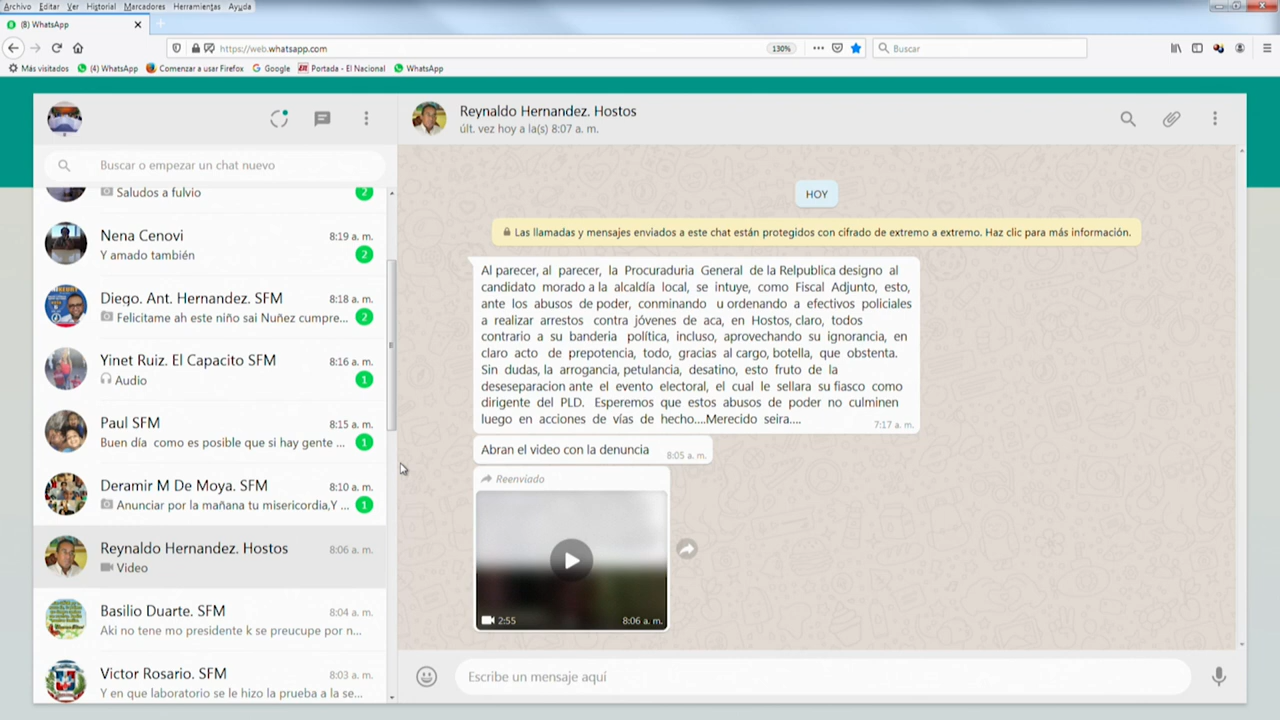 Archivo Editar Ver Historial Marcadores Herramientas Ayuda
(8) WhatsApp
https://web.whatsapp.com
130%
Buscar
Más visitados (4) WhatsApp Comenzar a usar Firefox Google Portada - El Nacional WhatsApp
Buscar o empezar un chat nuevo
Saludos a fulvio
2
Nena Cenovi 8:19 a. m.
Y amado también 2
Diego. Ant. Hernandez. SFM 8:18 a. m.
Felicitame ah este niño sai Nuñez cumpre... 2
Yinet Ruiz. El Capacito SFM 8:16 a. m.
Audio 1
Paul SFM 8:15 a. m.
Buen día como es posible que si hay gente ... 1
Deramir M De Moya. SFM 8:10 a. m.
Anunciar por la mañana tu misericordia,Y ... 1
Reynaldo Hernandez. Hostos 8:06 a. m.
Video
Basilio Duarte. SFM 8:04 a. m.
Aki no tene mo presidente k se preucupe por n...
Victor Rosario. SFM 8:03 a. m.
Y en que laboratorio se le hizo la prueba a la se...
Reynaldo Hernandez. Hostos
últ. vez hoy a la(s) 8:07 a. m.
HOY
Las llamadas y mensajes enviados a este chat están protegidos con cifrado de extremo a extremo. Haz clic para más información.
Al parecer, al parecer, la Procuraduria General de la Relpublica designo al
candidato morado a la alcaldía local, se intuye, como Fiscal Adjunto, esto,
ante los abusos de poder, conminando u ordenado a efectivos policiales
a realizar arrestos contra jóvenes de aca, en Hostos, claro, todos
contrario a su banderia política, incluso, aprovechando su ignorancia, en
claro acto de prepotencia, todo, gracias al cargo, botella, que obstenta.
Sin dudas, la arrogancia, petulancia, desatino, esto fruto de la
deseseparacion ante el evento electoral, el cual le sellara su fiasco como
dirigente del PLD. Esperemos que estos abusos de poder no culminen
luego en acciones de vías de hecho....Merecido seira....
7:17 a. m.
Abran el video con la denuncia 8:05 a. m.
Reenviado
2:55 8:06 a. m.
Escribe un mensaje aquí